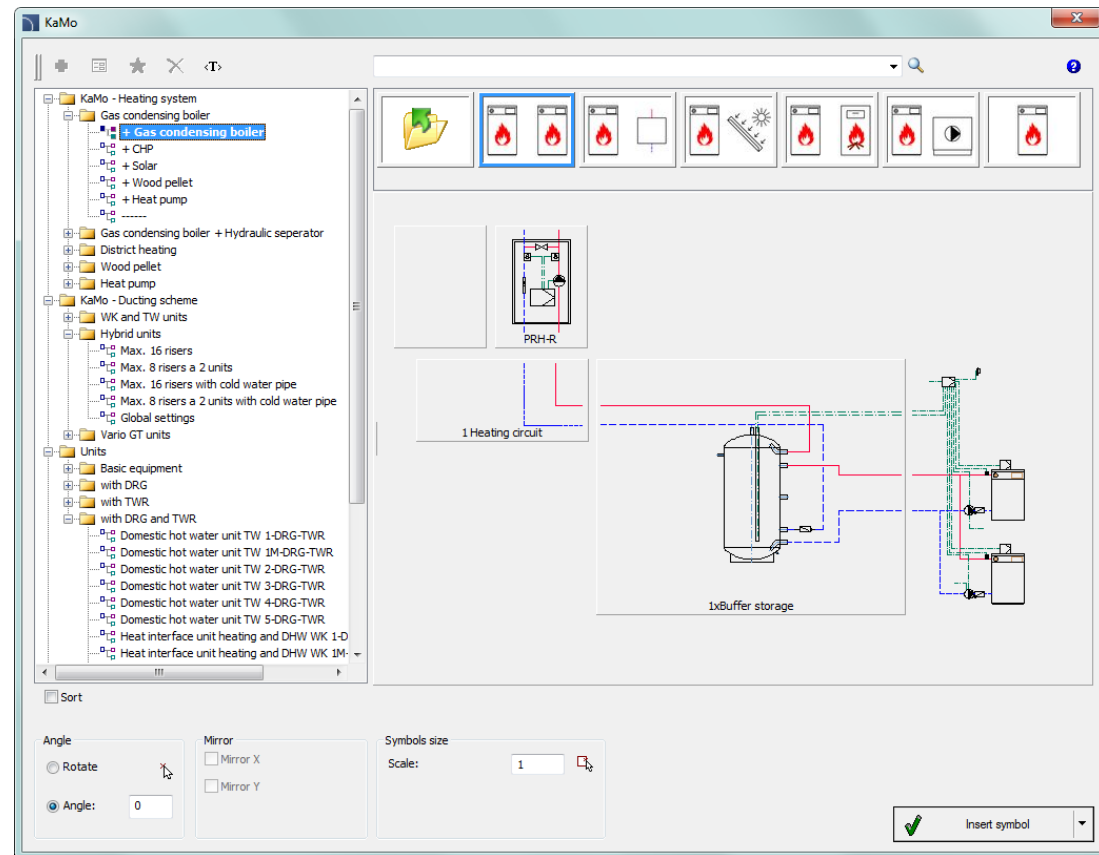 KaMo
<T>
KaMo - Heating system
Gas condensing boiler
+ Gas condensing boiler
+ CHP
+ Solar
+ Wood pellet
+ Heat pump
------
Gas condensing boiler + Hydraulic seperator
District heating
Wood pellet
Heat pump
KaMo - Ducting scheme
WK and TW units
Hybrid units
Max. 16 risers
Max. 8 risers a 2 units
Max. 16 risers with cold water pipe
Max. 8 risers a 2 units with cold water pipe
Global settings
Vario GT units
Units
Basic equipment
with DRG
with TWR
with DRG and TWR
Domestic hot water unit TW 1-DRG-TWR
Domestic hot water unit TW 1M-DRG-TWR
Domestic hot water unit TW 2-DRG-TWR
Domestic hot water unit TW 3-DRG-TWR
Domestic hot water unit TW 4-DRG-TWR
Domestic hot water unit TW 5-DRG-TWR
Heat interface unit heating and DHW WK 1-D
Heat interface unit heating and DHW WK 1M-
PRH-R
1 Heating circuit
1xBuffer storage
Sort
Angle
Rotate
Angle: 0
Mirror
Mirror X
Mirror Y
Symbols size
Scale: 1
Insert symbol